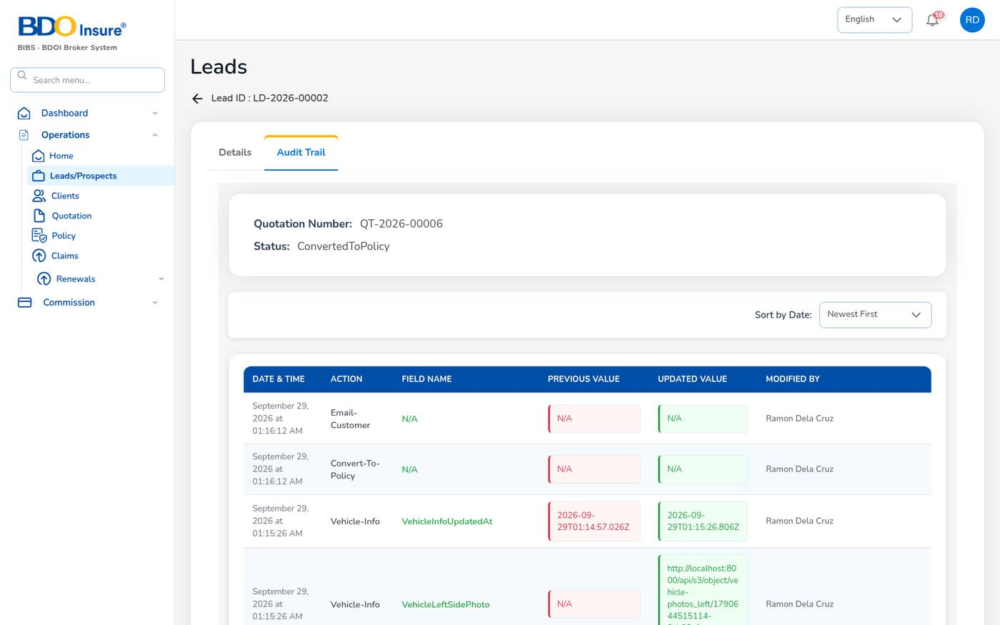 BDO Insure®
BIBS · BDOI Broker System
Search menu...
Dashboard
Operations
Home
Leads/Prospects
Clients
Quotation
Policy
Claims
Renewals
Commission
English
16
RD
Leads
Lead ID : LD-2026-00002
Details
Audit Trail
Quotation Number: QT-2026-00006
Status: ConvertedToPolicy
Sort by Date: Newest First
DATE & TIME ACTION FIELD NAME PREVIOUS VALUE UPDATED VALUE MODIFIED BY
September 29,
2026 at
01:16:12 AM
Email-
Customer
N/A
N/A
N/A
Ramon Dela Cruz
September 29,
2026 at
01:16:12 AM
Convert-To-
Policy
N/A
N/A
N/A
Ramon Dela Cruz
September 29,
2026 at
01:15:26 AM
Vehicle-Info
VehicleInfoUpdatedAt
2026-09-
29T01:14:57.026Z
2026-09-
29T01:15:26.806Z
Ramon Dela Cruz
September 29,
2026 at
01:15:26 AM
Vehicle-Info
VehicleLeftSidePhoto
N/A
http://localhost:80
00/api/s3/object/ve
hicle-
photos_left/17906
44515114-
Ramon Dela Cruz